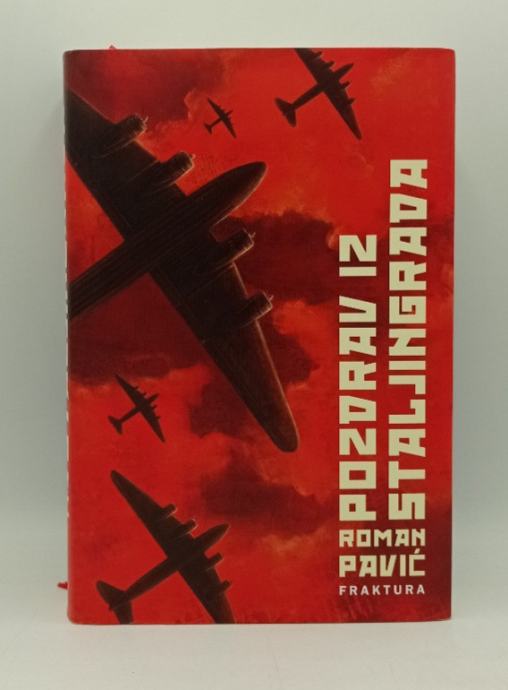 POZDRAV IZ
STALJINGRADA
ROMAN
PAVIĆ
FRAKTURA